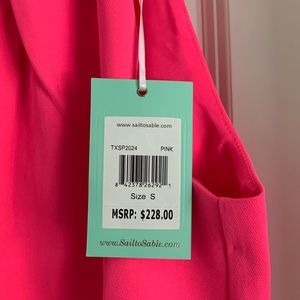 www.sailtosable.com
TXSP2024 PINK
8 42378 26292 1
Size S
MSRP: $228.00
www.SailtoSable.com